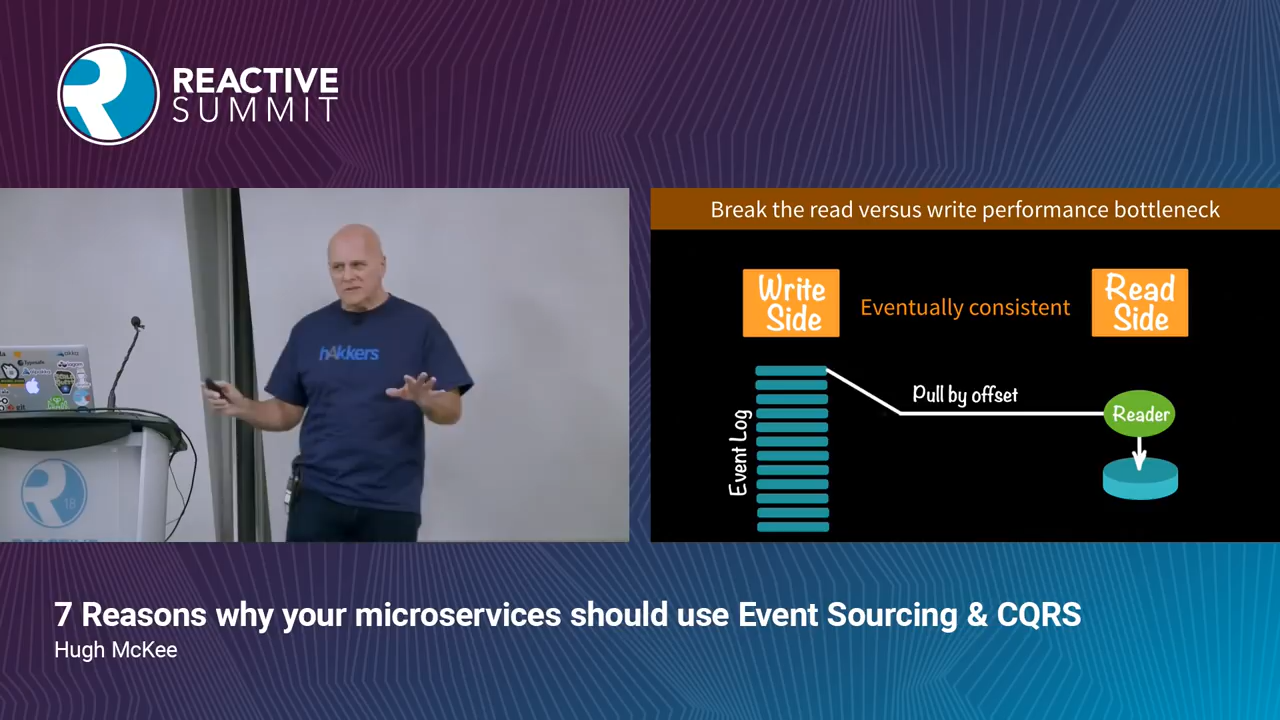 REACTIVE
SUMMIT
hAkkers
Break the read versus write performance bottleneck
Write
Side
Eventually consistent
Read
Side
Pull by offset
Reader
Event Log
R
18
7 Reasons why your microservices should use Event Sourcing & CQRS
Hugh McKee